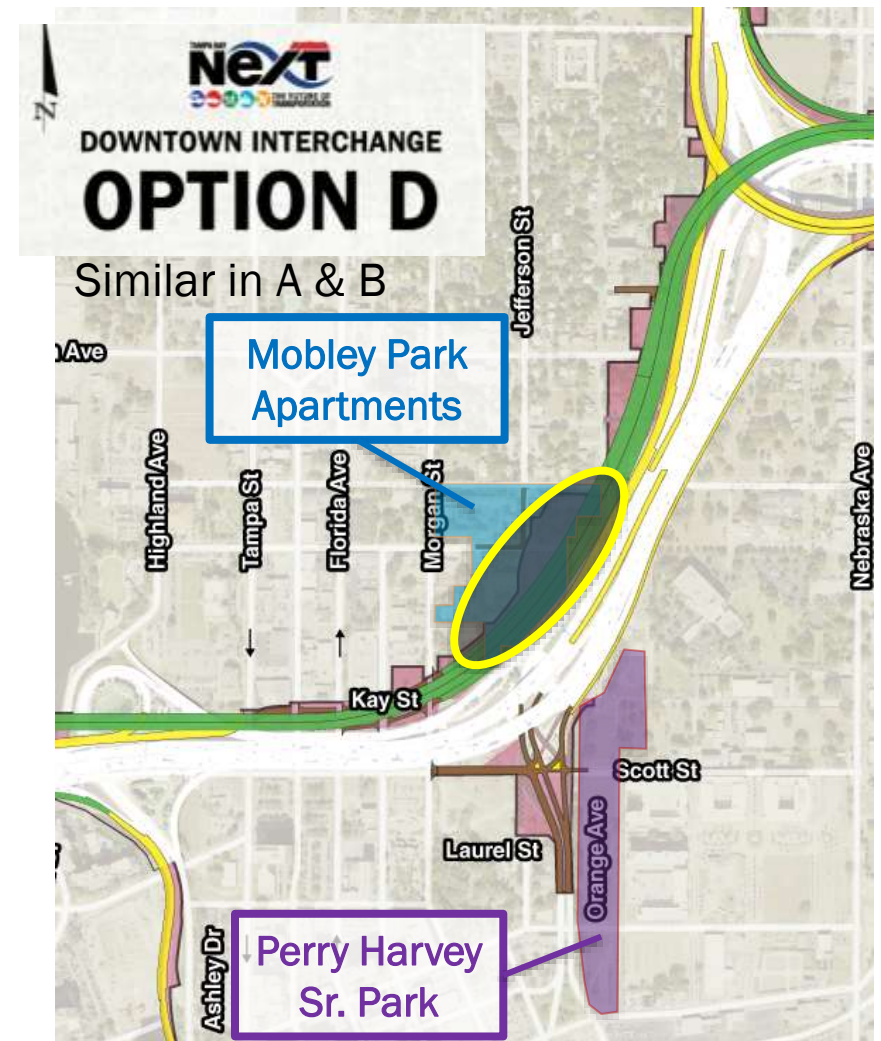 TAMPA BAY
NEXT
THE FUTURE OF
TRANSPORTATION
DOWNTOWN INTERCHANGE
OPTION D
Similar in A & B
Jefferson St
Ave
Mobley Park
Apartments
Highland Ave
Tampa St
Florida Ave
Morgan St
Nebraska Ave
Kay St
Scott St
Laurel St
Orange Ave
Ashley Dr
Perry Harvey
Sr. Park
N